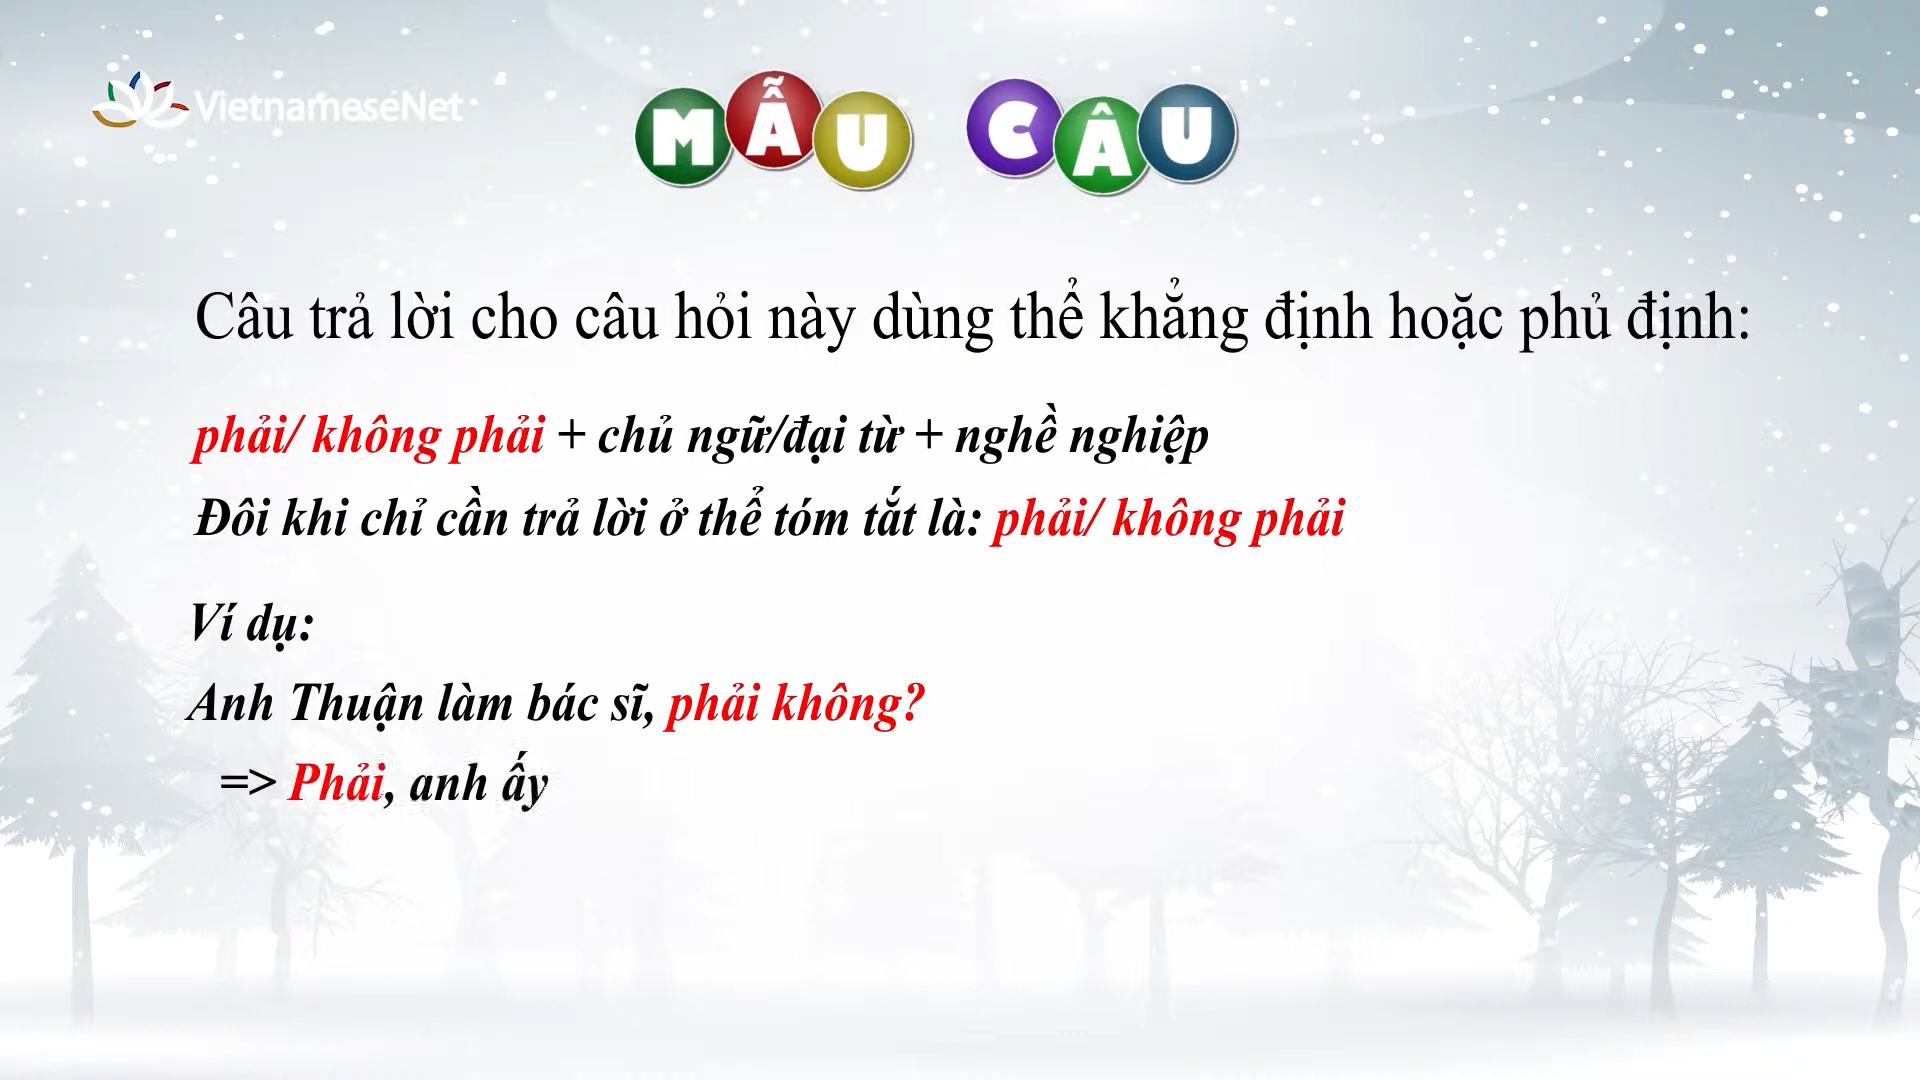 VietnameseNet
MẪU CÂU
Câu trả lời cho câu hỏi này dùng thể khẳng định hoặc phủ định:
phải/ không phải + chủ ngữ/đại từ + nghề nghiệp
Đôi khi chỉ cần trả lời ở thể tóm tắt là: phải/ không phải
Ví dụ:
Anh Thuận làm bác sĩ, phải không?
=> Phải, anh ấy